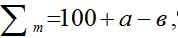 ∑ т =100 + а – в ,°